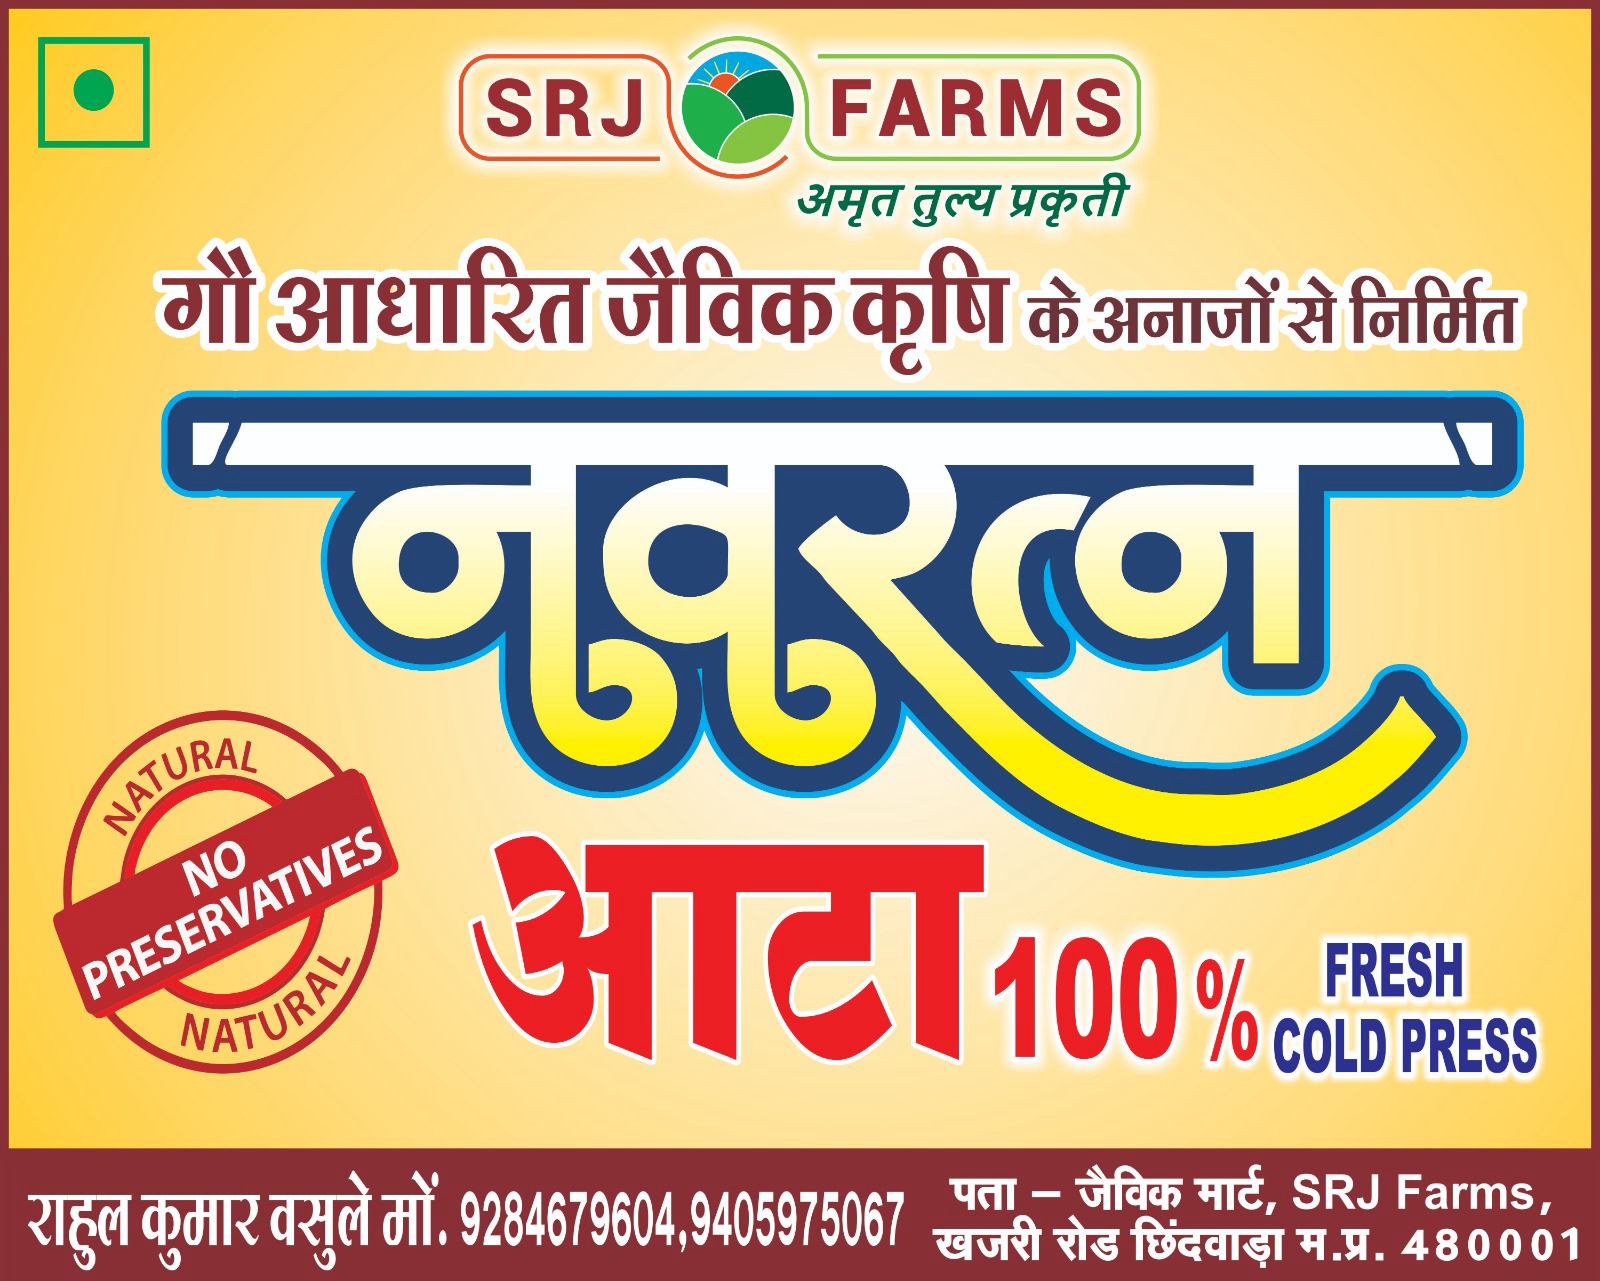 SRJ FARMS
अमृत तुल्य प्रकृती
गौ आधारित जैविक कृषि के अनाजों से निर्मित
नवरत्न
आटा 100 % FRESH
COLD PRESS
NATURAL
NO
PRESERVATIVES
NATURAL
राहुल कुमार वसुले मों. 9284679604,9405975067
पता – जैविक मार्ट, SRJ Farms,
खजरी रोड छिंदवाड़ा म.प्र. 480001